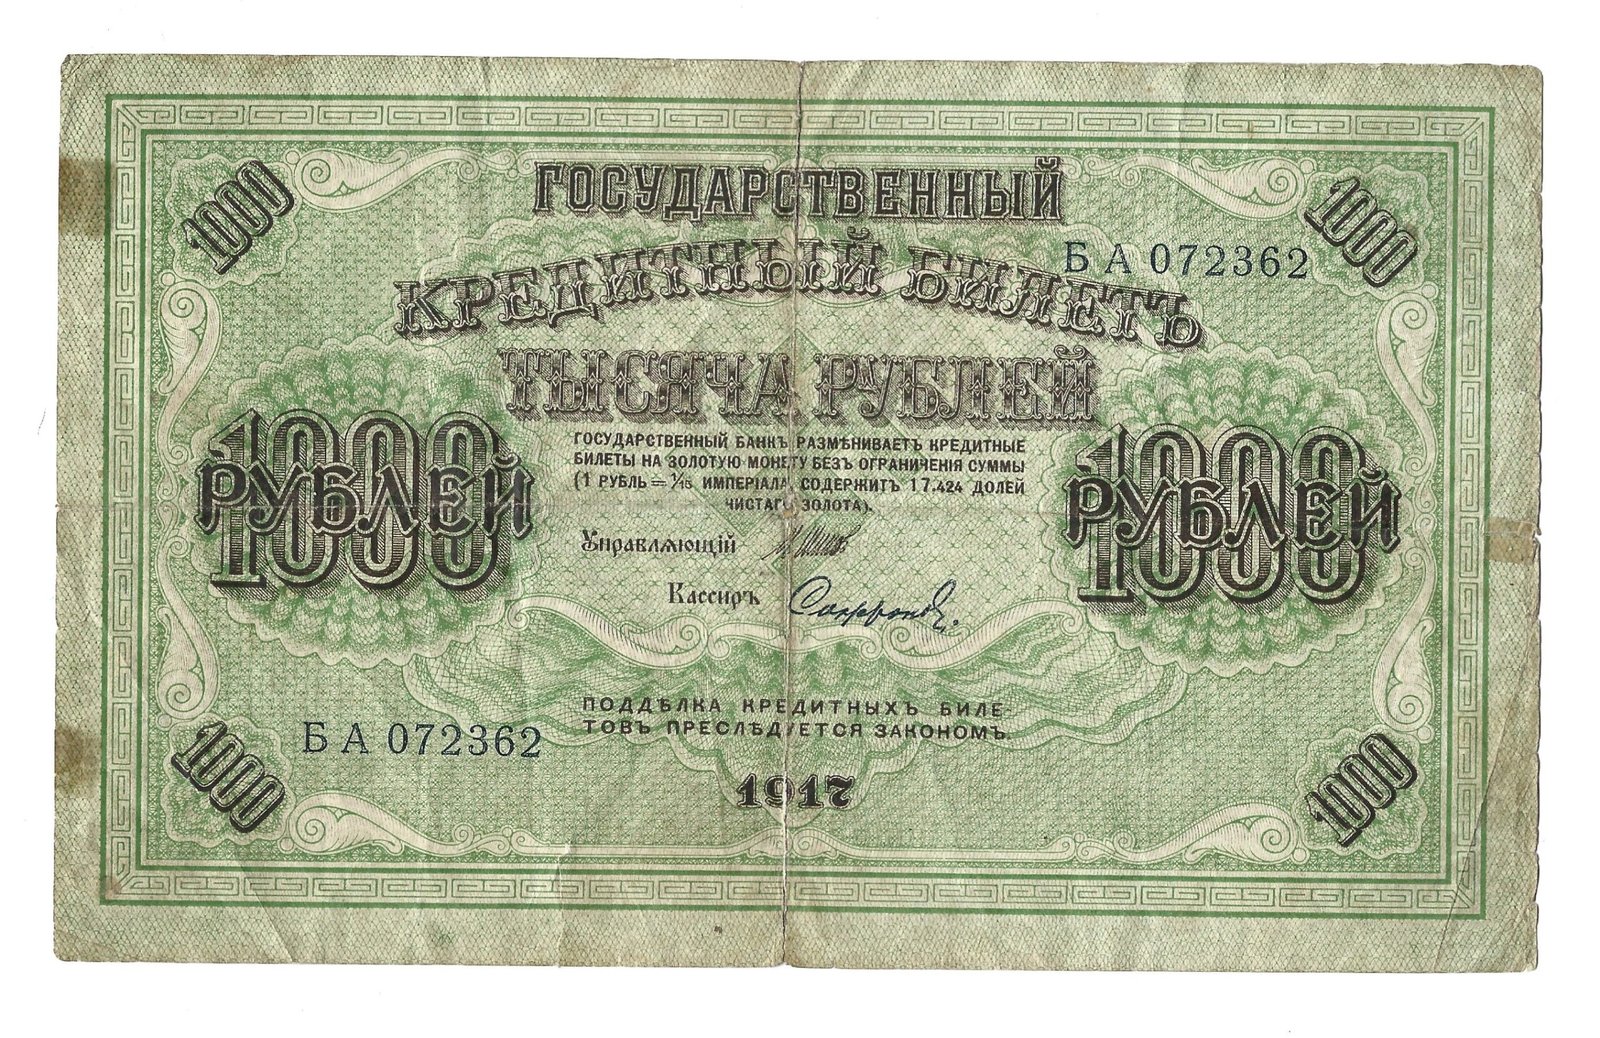 1000
1000
ГОСУДАРСТВЕННЫЙ
КРЕДИТНЫЙ БИЛЕТЪ
БА 072362
ТЫСЯЧА РУБЛЕЙ
1000
РУБЛЕЙ
1000
РУБЛЕЙ
ГОСУДАРСТВЕННЫЙ БАНКЪ РАЗМѢНИВАЕТЪ КРЕДИТНЫЕ
БИЛЕТЫ НА ЗОЛОТУЮ МОНЕТУ БЕЗЪ ОГРАНИЧЕНІЯ СУММЫ
(1 РУБЛЬ = 1/15 ИМПЕРІАЛА, СОДЕРЖИТЪ 17.424 ДОЛЕЙ
ЧИСТАГО ЗОЛОТА).
Управляющій
Кассиръ Сафронов
ПОДДѢЛКА КРЕДИТНЫХЪ БИЛЕ-
ТОВЪ ПРЕСЛѢДУЕТСЯ ЗАКОНОМЪ.
БА 072362
1917
1000
1000